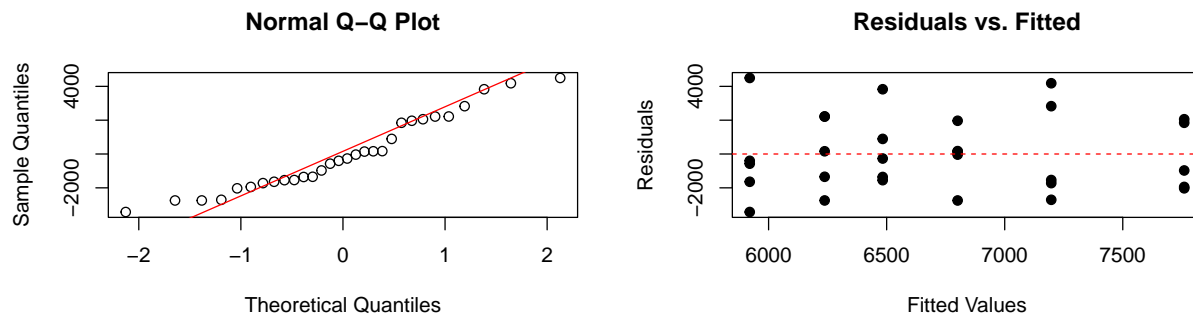 Normal Q−Q Plot
Sample Quantiles
4000
−2000
−2
−1
0
1
2
Theoretical Quantiles
Residuals vs. Fitted
Residuals
4000
−2000
6000
6500
7000
7500
Fitted Values